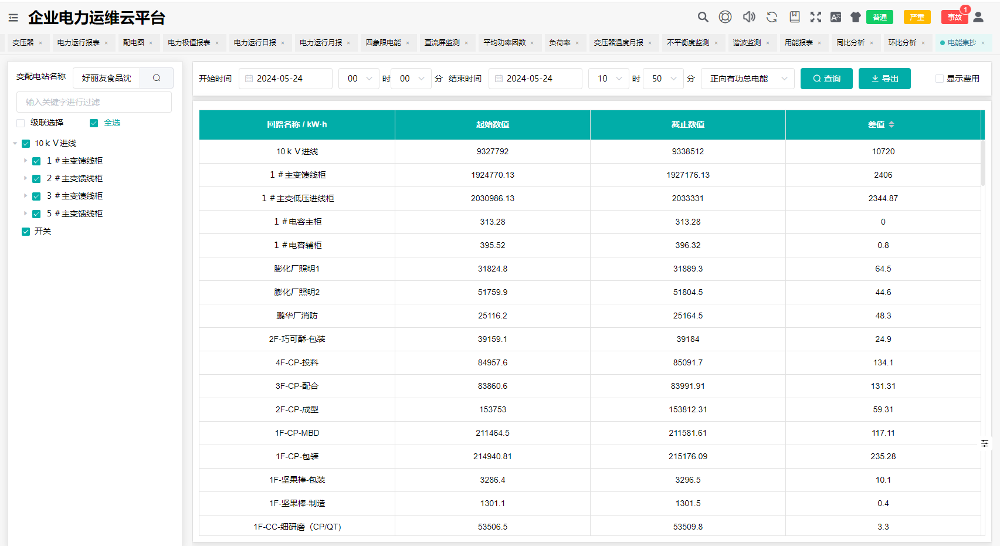 企业电力运维云平台
普通 严重 事故 1
变压器 × 电力运行报表 × 配电图 × 电力极值报表 × 电力运行日报 × 电力运行月报 × 四象限电能 × 直流屏监测 × 平均功率因数 × 负荷率 × 变压器温度月报 × 不平衡度监测 × 谐波监测 × 用能报表 × 同比分析 × 环比分析 × 电能集抄 ×
变配电站名称 好丽友食品沈
输入关键字进行过滤
级联选择 全选
10ｋＶ进线
1 ＃主变馈线柜
2 ＃主变馈线柜
3 ＃主变馈线柜
5 ＃主变馈线柜
开关
开始时间 2024-05-24 00 时 00 分 结束时间 2024-05-24 10 时 50 分 正向有功总电能 查询 导出 显示费用
回路名称 / kW·h 起始数值 截止数值 差值
10ｋＶ进线 9327792 9338512 10720
1 ＃主变馈线柜 1924770.13 1927176.13 2406
1 ＃主变低压进线柜 2030986.13 2033331 2344.87
1 ＃电容主柜 313.28 313.28 0
1 ＃电容辅柜 395.52 396.32 0.8
膨化厂照明1 31824.8 31889.3 64.5
膨化厂照明2 51759.9 51804.5 44.6
鹏华厂消防 25116.2 25164.5 48.3
2F-巧可酥-包装 39159.1 39184 24.9
4F-CP-投料 84957.6 85091.7 134.1
3F-CP-配合 83860.6 83991.91 131.31
2F-CP-成型 153753 153812.31 59.31
1F-CP-MBD 211464.5 211581.61 117.11
1F-CP-包装 214940.81 215176.09 235.28
1F-坚果棒-包装 3286.4 3296.5 10.1
1F-坚果棒-制造 1301.1 1301.5 0.4
1F-CC-细研磨（CP/QT） 53506.5 53509.8 3.3